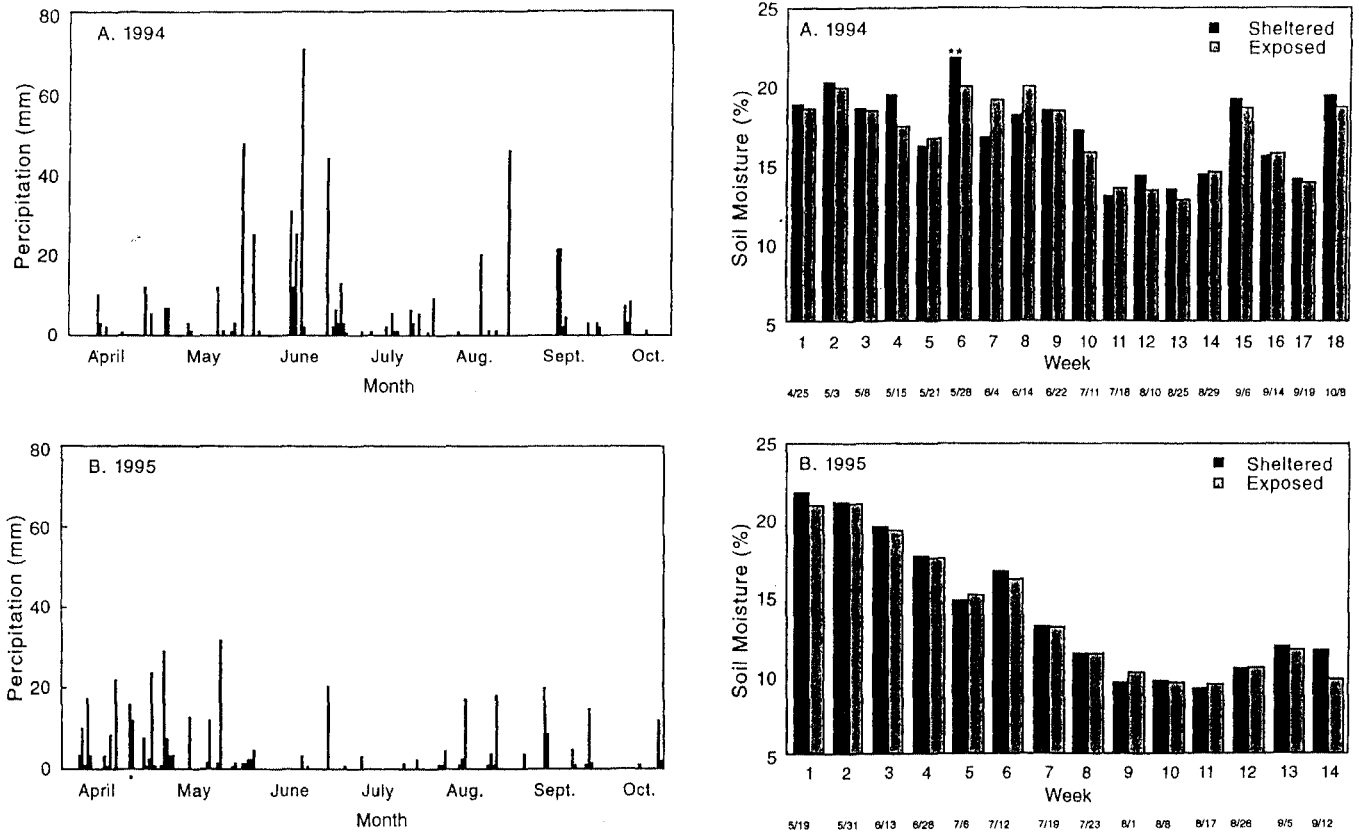 A. 1994
Percipitation (mm)
80
60
40
20
0
April May June July Aug. Sept. Oct.
Month
A. 1994
Sheltered
Exposed
**
Soil Moisture (%)
25
20
15
10
5
1 2 3 4 5 6 7 8 9 10 11 12 13 14 15 16 17 18
Week
4/25 5/3 5/8 5/15 5/21 5/28 6/4 6/14 6/22 7/11 7/18 8/10 8/25 8/29 9/6 9/14 9/19 10/8
B. 1995
Percipitation (mm)
80
60
40
20
0
April May June July Aug. Sept. Oct.
Month
B. 1995
Sheltered
Exposed
Soil Moisture (%)
25
20
15
10
5
1 2 3 4 5 6 7 8 9 10 11 12 13 14
Week
5/19 5/31 6/13 6/28 7/6 7/12 7/19 7/23 8/1 8/8 8/17 8/26 9/5 9/12